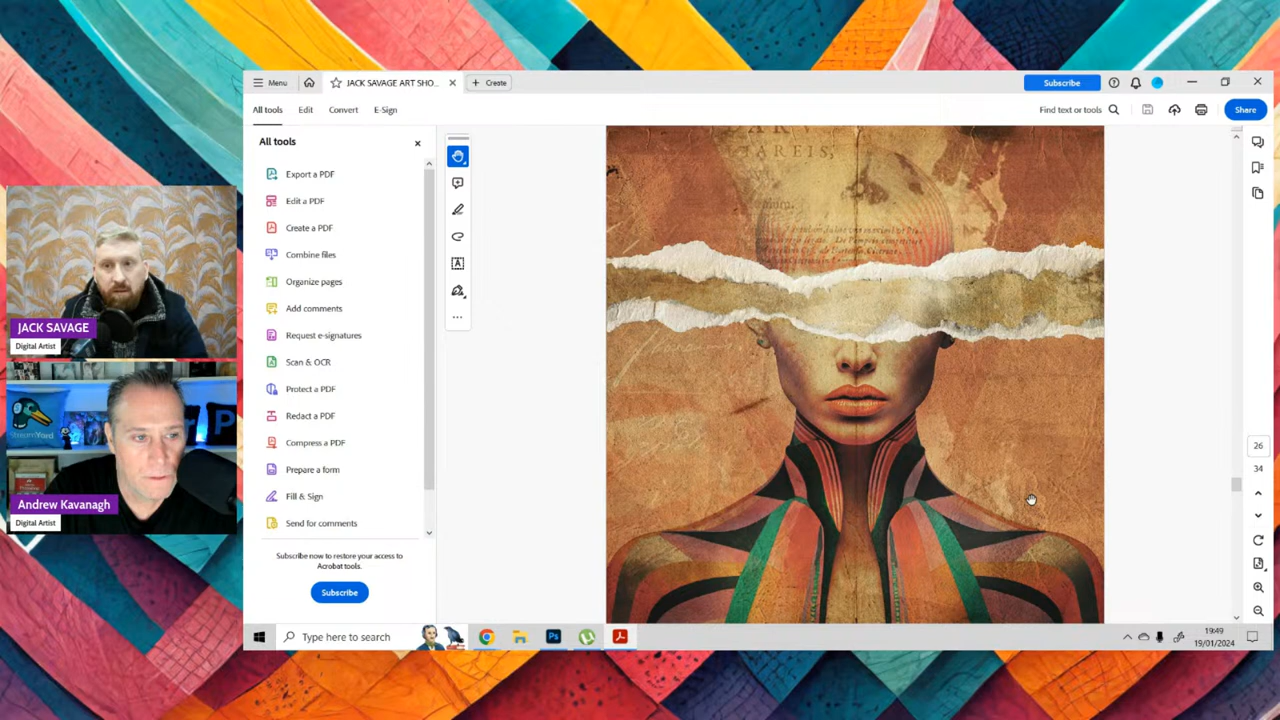 Menu
JACK SAVAGE ART SHO...
Create
Subscribe
All tools
Edit
Convert
E-Sign
Find text or tools
Share
All tools
Export a PDF
Edit a PDF
Create a PDF
Combine files
Organize pages
Add comments
Request e-signatures
Scan & OCR
Protect a PDF
Redact a PDF
Compress a PDF
Prepare a form
Fill & Sign
Send for comments
Subscribe now to restore your access to
Acrobat tools.
Subscribe
TAREIS,
26
34
JACK SAVAGE
Digital Artist
StreamYard
Andrew Kavanagh
Digital Artist
Type here to search
Ps
19:49
19/01/2024